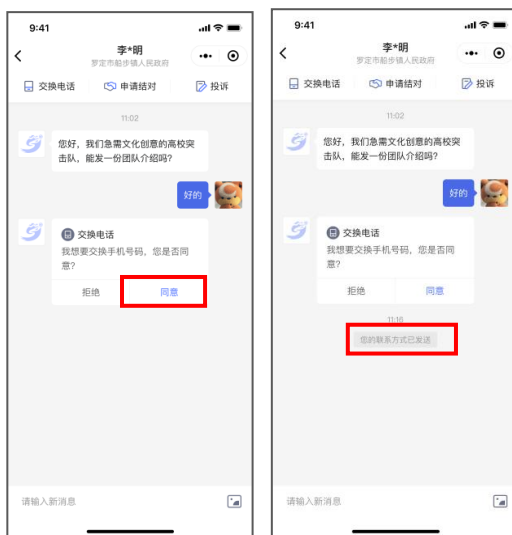 9:41
李*明
罗定市船步镇人民政府
交换电话 申请结对 投诉
11:02
您好，我们急需文化创意的高校突
击队，能发一份团队介绍吗？
好的
交换电话
我想要交换手机号码，您是否同
意？
拒绝 同意
请输入新消息
9:41
李*明
罗定市船步镇人民政府
交换电话 申请结对 投诉
11:02
您好，我们急需文化创意的高校突
击队，能发一份团队介绍吗？
好的
交换电话
我想要交换手机号码，您是否同
意？
拒绝 同意
11:16
您的联系方式已发送
请输入新消息